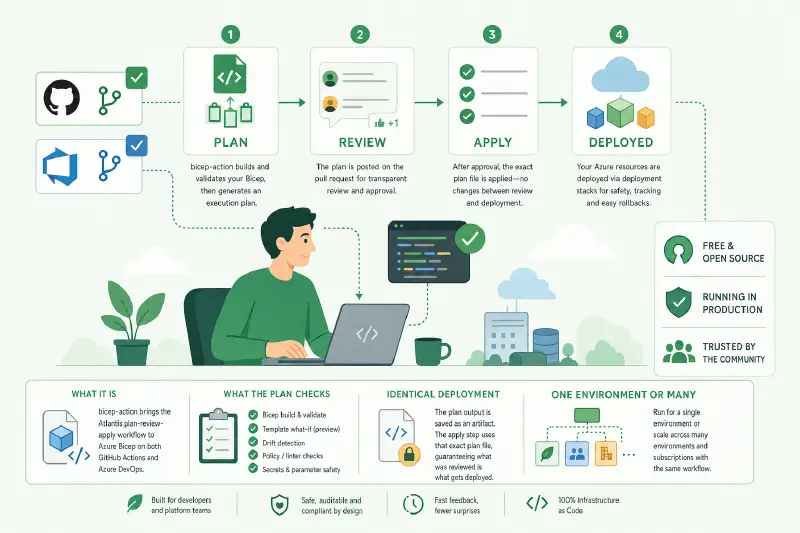 1
2
3
4
</>
+1
PLAN
REVIEW
APPLY
DEPLOYED
bicep-action builds and
validates your Bicep,
then generates an
execution plan.
The plan is posted on the
pull request for transparent
review and approval.
After approval, the exact
plan file is applied—no
changes between review
and deployment.
Your Azure resources are
deployed via deployment
stacks for safety, tracking
and easy rollbacks.
</>
FREE &
OPEN SOURCE
RUNNING IN
PRODUCTION
TRUSTED BY
THE COMMUNITY
WHAT IT IS
</>
bicep-action brings the
Atlantis plan-review-
apply workflow to
Azure Bicep on both
GitHub Actions and
Azure DevOps.
WHAT THE PLAN CHECKS
Bicep build & validate
Template what-if (preview)
Drift detection
Policy / linter checks
Secrets & parameter safety
IDENTICAL DEPLOYMENT
</>
The plan output is
saved as an artifact.
The apply step uses
that exact plan file,
guaranteeing what
was reviewed is
what gets deployed.
ONE ENVIRONMENT OR MANY
Run for a single
environment or
scale across many
environments and
subscriptions with
the same workflow.
Built for developers
and platform teams
Safe, auditable and
compliant by design
Fast feedback,
fewer surprises
</>
100% Infrastructure
as Code